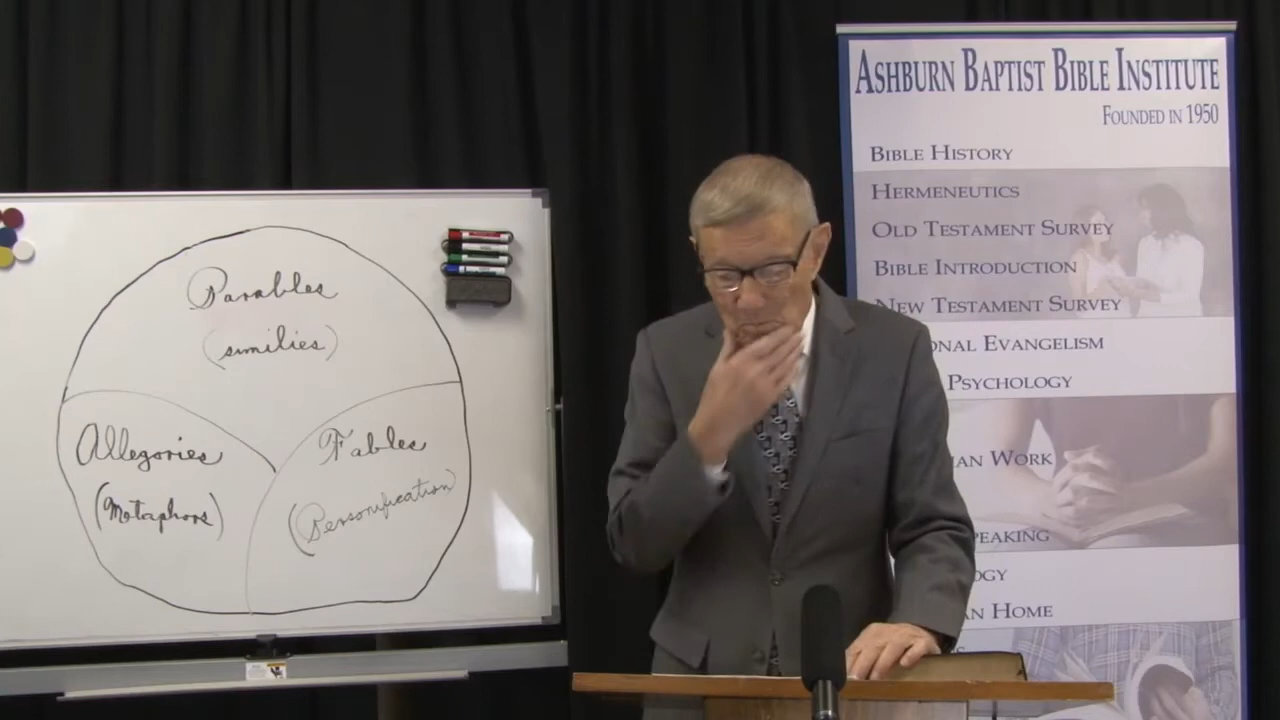 Parables
(similies)
Allegories
(Metaphors)
Fables
(Personification)
ASHBURN BAPTIST BIBLE INSTITUTE
FOUNDED IN 1950
BIBLE HISTORY
HERMENEUTICS
OLD TESTAMENT SURVEY
BIBLE INTRODUCTION
NEW TESTAMENT SURVEY
ONAL EVANGELISM
PSYCHOLOGY
IAN WORK
PEAKING
OGY
AN HOME